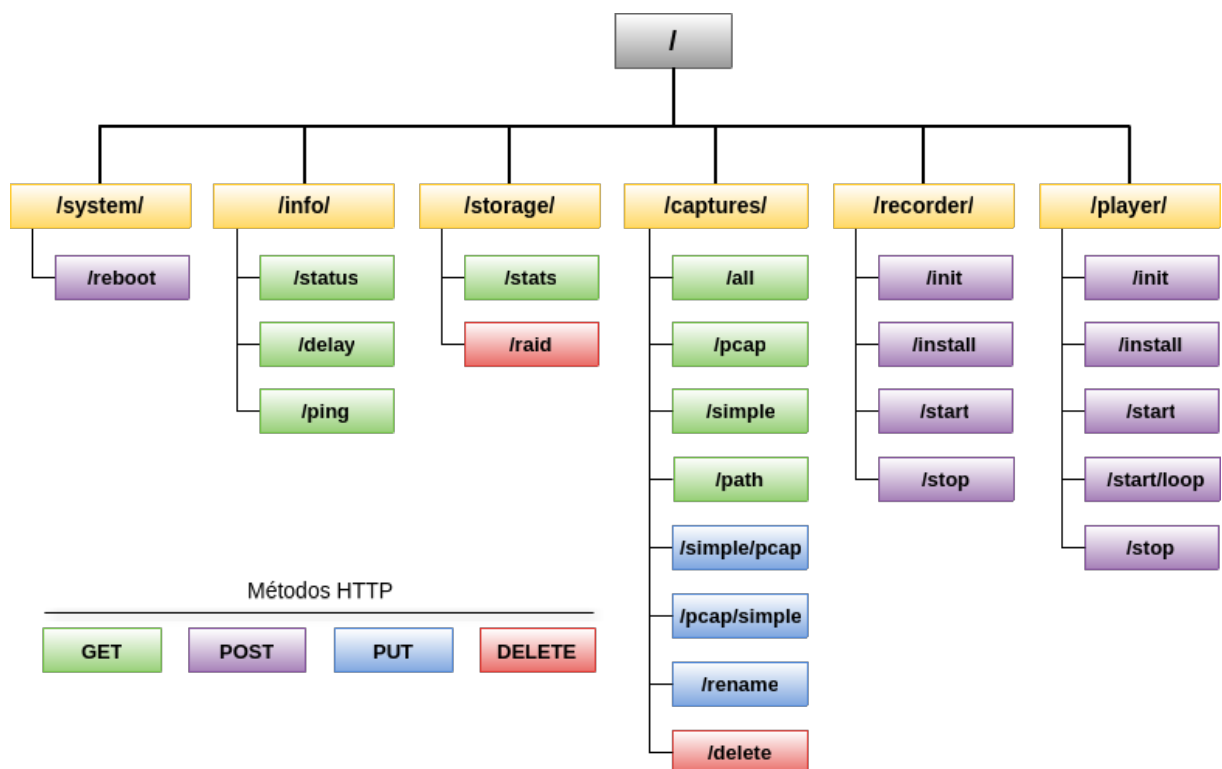 /
/system/
/info/
/storage/
/captures/
/recorder/
/player/
/reboot
/status
/stats
/all
/init
/init
/delay
/raid
/pcap
/install
/install
/ping
/simple
/start
/start
/path
/stop
/start/loop
/simple/pcap
/stop
Métodos HTTP
/pcap/simple
GET
POST
PUT
DELETE
/rename
/delete